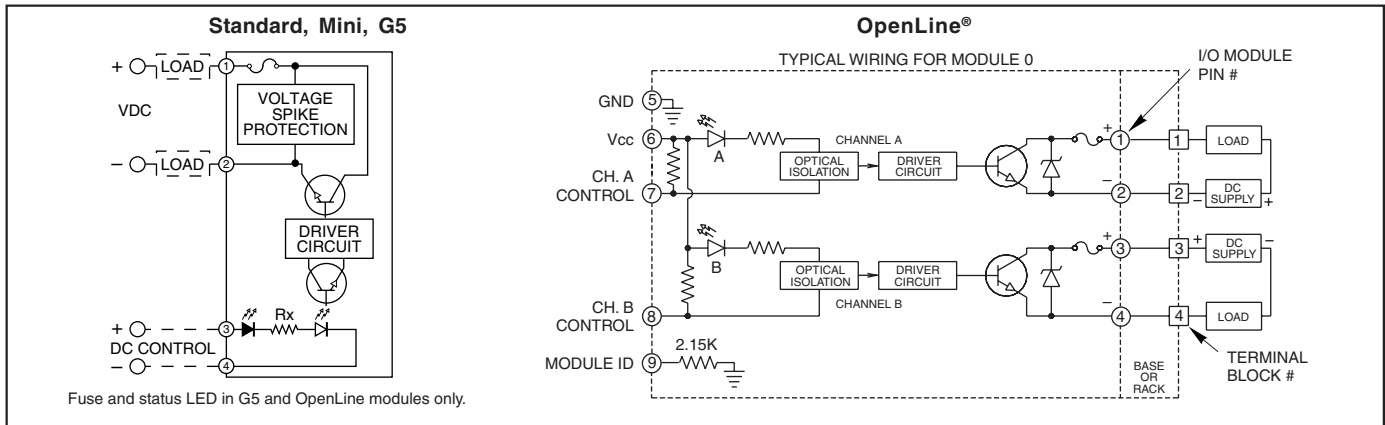 Standard, Mini, G5
+ LOAD 1
VDC
VOLTAGE
SPIKE
PROTECTION
− LOAD 2
DRIVER
CIRCUIT
+ 3 Rx
DC CONTROL
− 4
Fuse and status LED in G5 and OpenLine modules only.
OpenLine®
TYPICAL WIRING FOR MODULE 0
I/O MODULE
PIN #
GND 5
Vcc 6
A
CHANNEL A
OPTICAL
ISOLATION
DRIVER
CIRCUIT
+ 1 1 LOAD
CH. A
CONTROL 7
− 2 2 − DC
SUPPLY +
B
OPTICAL
ISOLATION
DRIVER
CIRCUIT
CHANNEL B
+ 3 3 + DC
SUPPLY −
CH. B
CONTROL 8
− 4 4 LOAD
MODULE ID 9 2.15K
BASE
OR
RACK
TERMINAL
BLOCK #